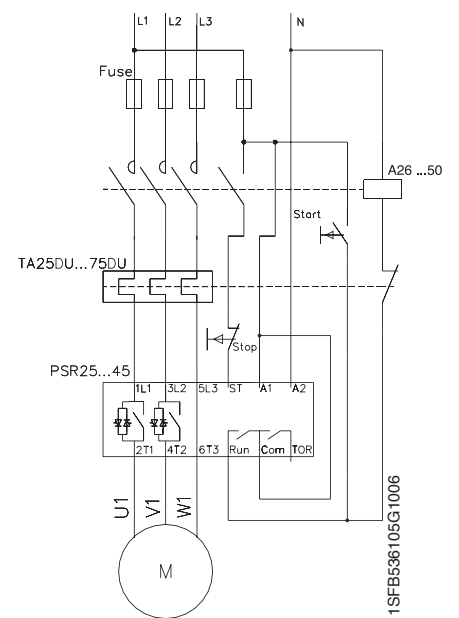 L1 L2 L3 N
Fuse
A26 ...50
Start
TA25DU...75DU
Stop
PSR25...45
1L1 3L2 5L3 ST A1 A2
2T1 4T2 6T3 Run Com TOR
U1 V1 W1
M
1SFB536105G1006